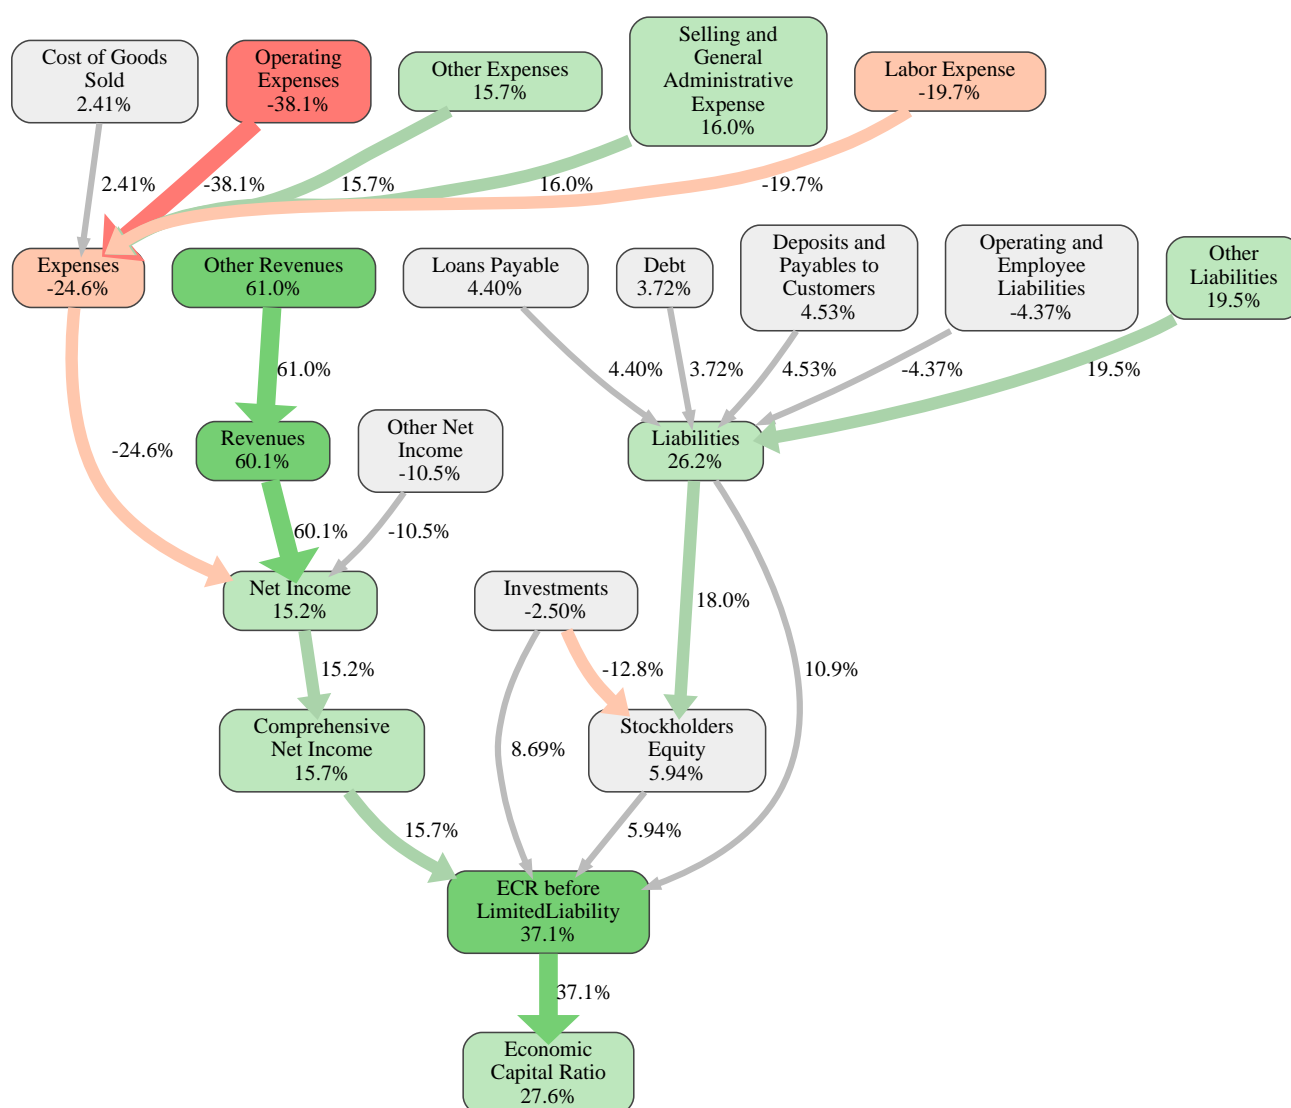 Cost of Goods
Sold
2.41%
Operating
Expenses
-38.1%
Other Expenses
15.7%
Selling and
General
Administrative
Expense
16.0%
Labor Expense
-19.7%
2.41%
-38.1%
15.7%
16.0%
-19.7%
Expenses
-24.6%
Other Revenues
61.0%
Loans Payable
4.40%
Debt
3.72%
Deposits and
Payables to
Customers
4.53%
Operating and
Employee
Liabilities
-4.37%
Other
Liabilities
19.5%
61.0%
4.40%
3.72%
4.53%
-4.37%
19.5%
-24.6%
Revenues
60.1%
Other Net
Income
-10.5%
Liabilities
26.2%
60.1%
-10.5%
Net Income
15.2%
Investments
-2.50%
18.0%
15.2%
-12.8%
10.9%
Comprehensive
Net Income
15.7%
8.69%
Stockholders
Equity
5.94%
15.7%
5.94%
ECR before
LimitedLiability
37.1%
37.1%
Economic
Capital Ratio
27.6%